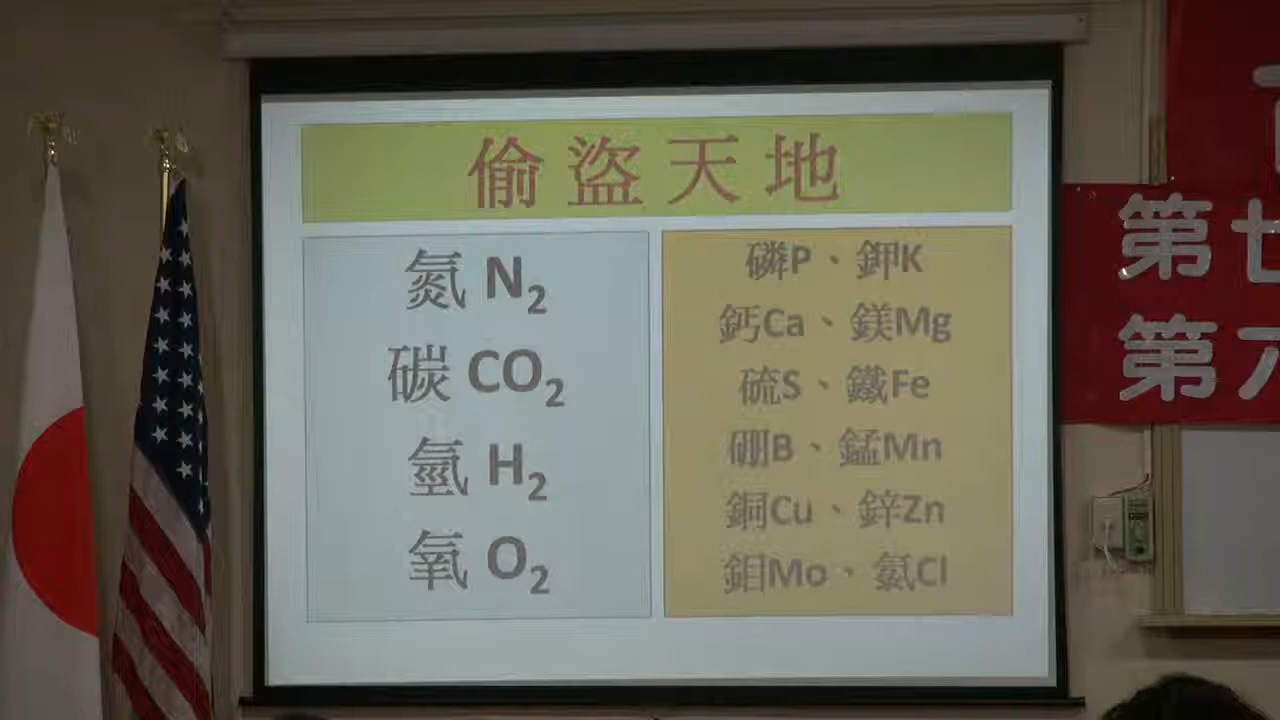 偷盜天地
氮 N₂
碳 CO₂
氫 H₂
氧 O₂
磷P、鉀K
鈣Ca、鎂Mg
硫S、鐵Fe
硼B、錳Mn
銅Cu、鋅Zn
鉬Mo、氯Cl
第廿
第六